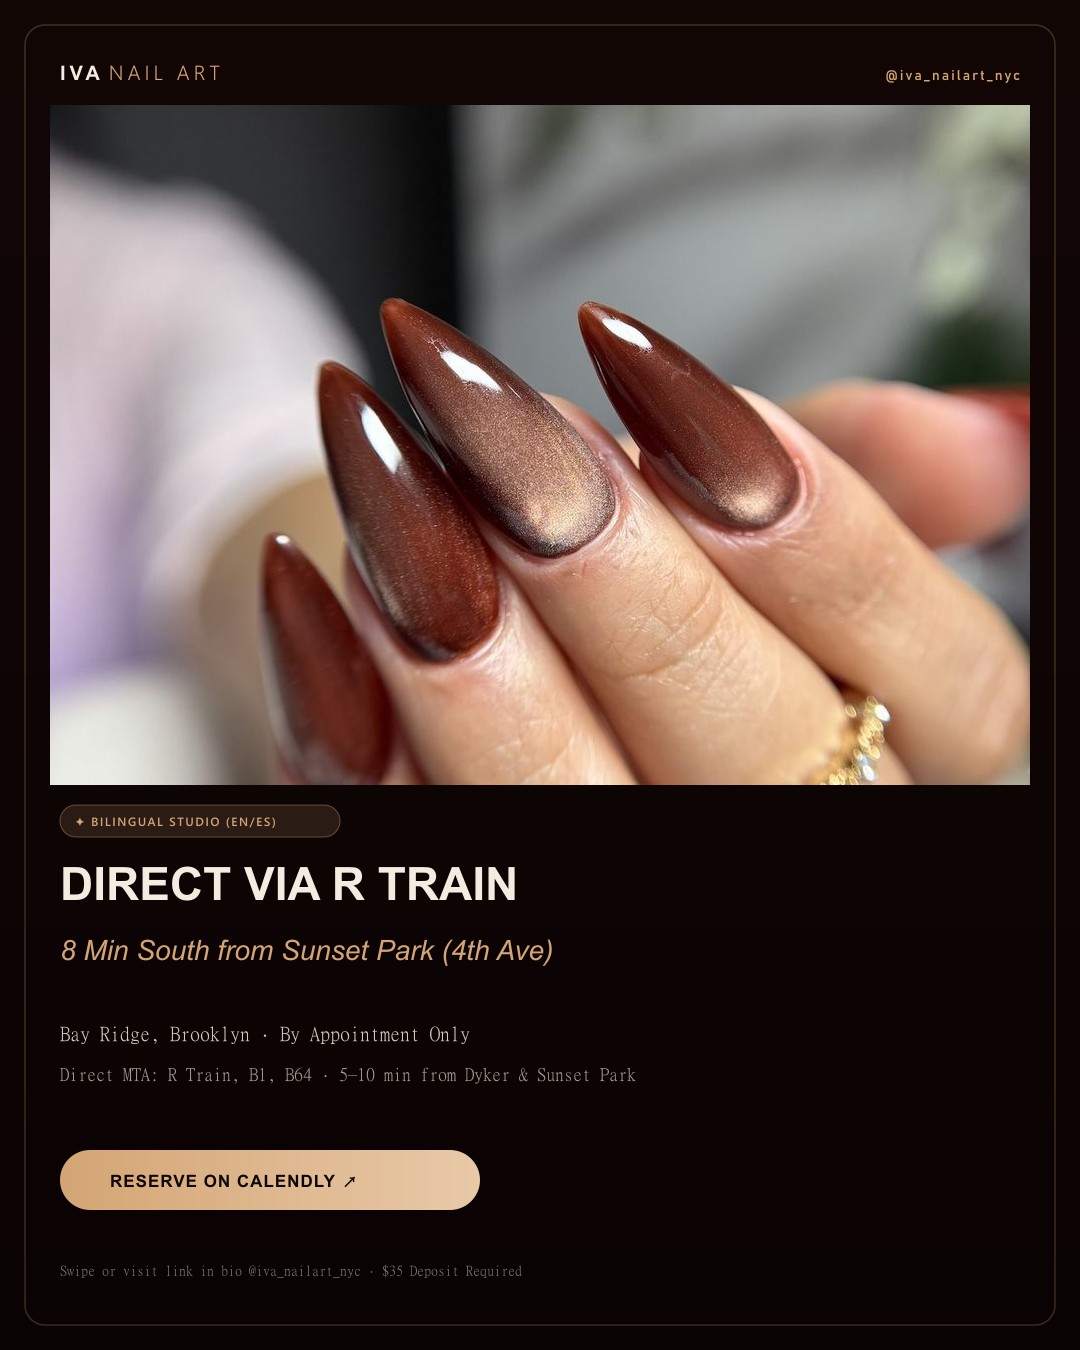 IVA NAIL ART
@iva_nailart_nyc
✦ BILINGUAL STUDIO (EN/ES)
DIRECT VIA R TRAIN
8 Min South from Sunset Park (4th Ave)
Bay Ridge, Brooklyn · By Appointment Only
Direct MTA: R Train, B1, B64 · 5–10 min from Dyker & Sunset Park
RESERVE ON CALENDLY ↗
Swipe or visit link in bio @iva_nailart_nyc · $35 Deposit Required